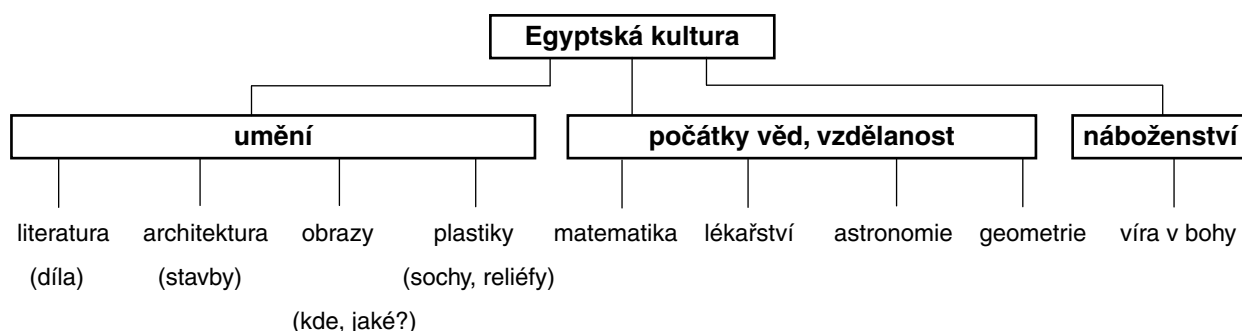 Egyptská kultura
umění počátky věd, vzdělanost náboženství
literatura architektura obrazy plastiky matematika lékařství astronomie geometrie víra v bohy
(díla) (stavby) (sochy, reliéfy)
(kde, jaké?)